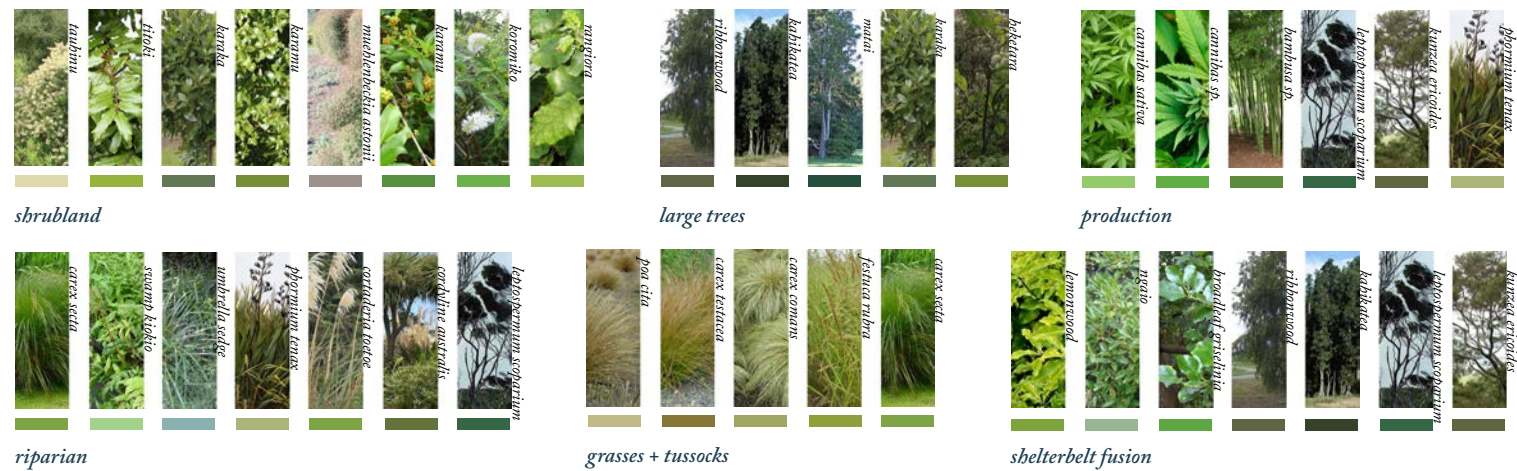 tauhinu
titoki
karaka
karamu
muehlenbeckia astonii
karamu
koromiko
rangiora
shrubland
ribbonwood
kahikatea
matai
karaka
heketara
large trees
cannibas sativa
cannibas sp.
bambusa sp.
leptospermum scoparium
kunzea ericoides
phormium tenax
production
carex secta
swamp kiokio
umbrella sedge
phormium tenax
cortaderia toetoe
cordyline australis
leptospermum scoparium
riparian
poa cita
carex testacea
carex comans
festuca rubra
carex secta
grasses + tussocks
lemonwood
ngaio
broadleaf griselinia
ribbonwood
kahikatea
leptospermum scoparium
kunzea ericoides
shelterbelt fusion